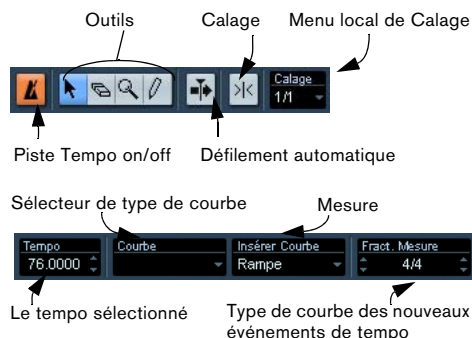 Outils
Calage
Menu local de Calage
Calage
1/1
Piste Tempo on/off
Défilement automatique
Sélecteur de type de courbe
Mesure
Tempo
Courbe
Insérer Courbe
Fract. Mesure
76.0000
Rampe
4/4
Le tempo sélectionné
Type de courbe des nouveaux
événements de tempo